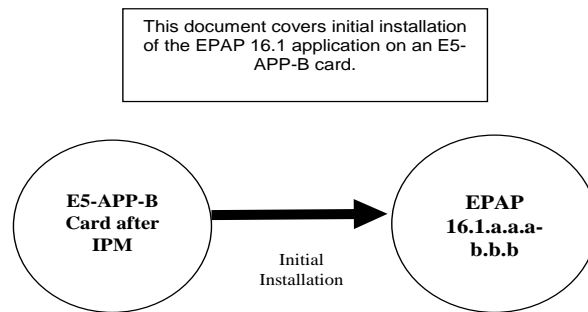 This document covers initial installation
of the EPAP 16.1 application on an E5-
APP-B card.
E5-APP-B
Card after
IPM
Initial
Installation
EPAP
16.1.a.a.a-
b.b.b